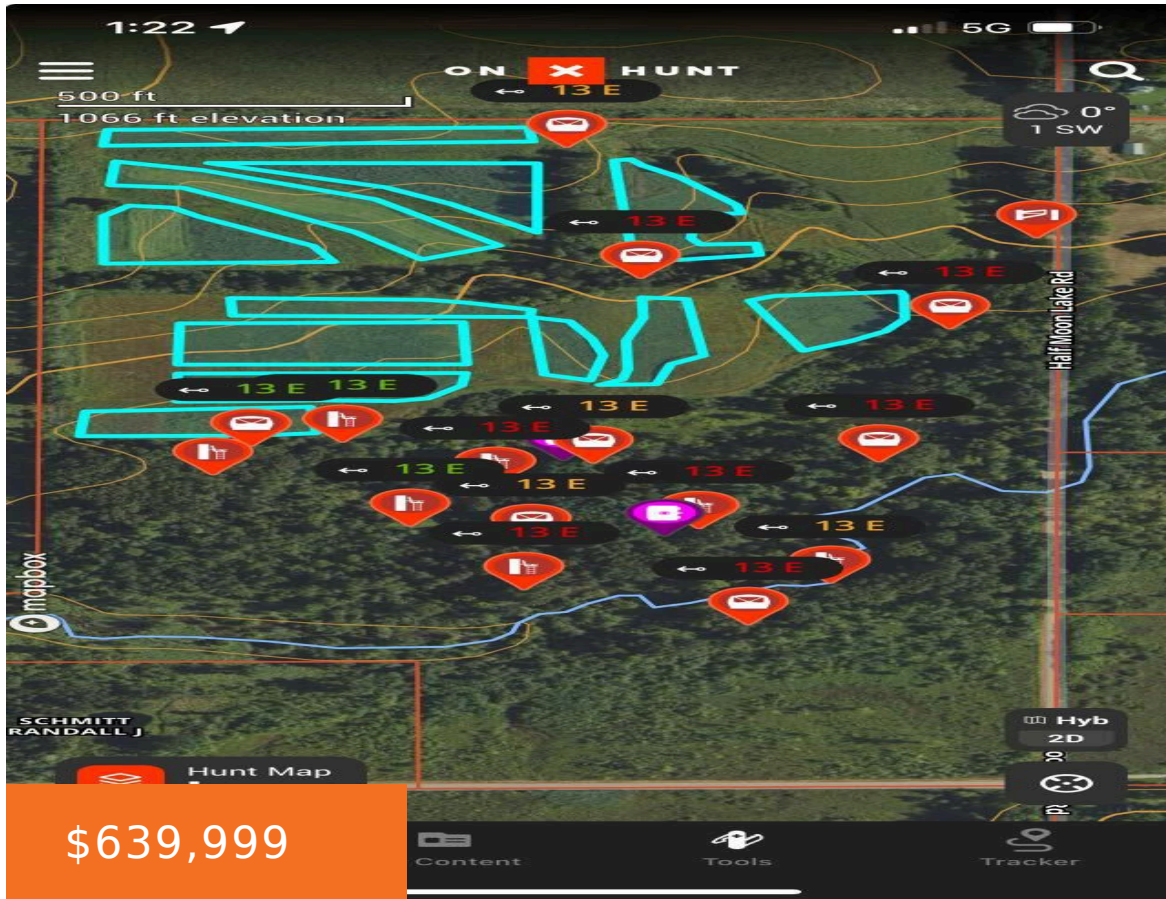 1:22
5G
ON X HUNT
13 E
500 ft
1066 ft elevation
0°
1 SW
13 E
13 E
Half Moon Lake Rd
13 E
13 E
13 E
13 E
13 E
13 E
13 E
13 E
13 E
13 E
13 E
mapbox
SCHMITT
RANDALL J
Hyb
2D
Hunt Map
$639,999
Content
Tools
Tracker